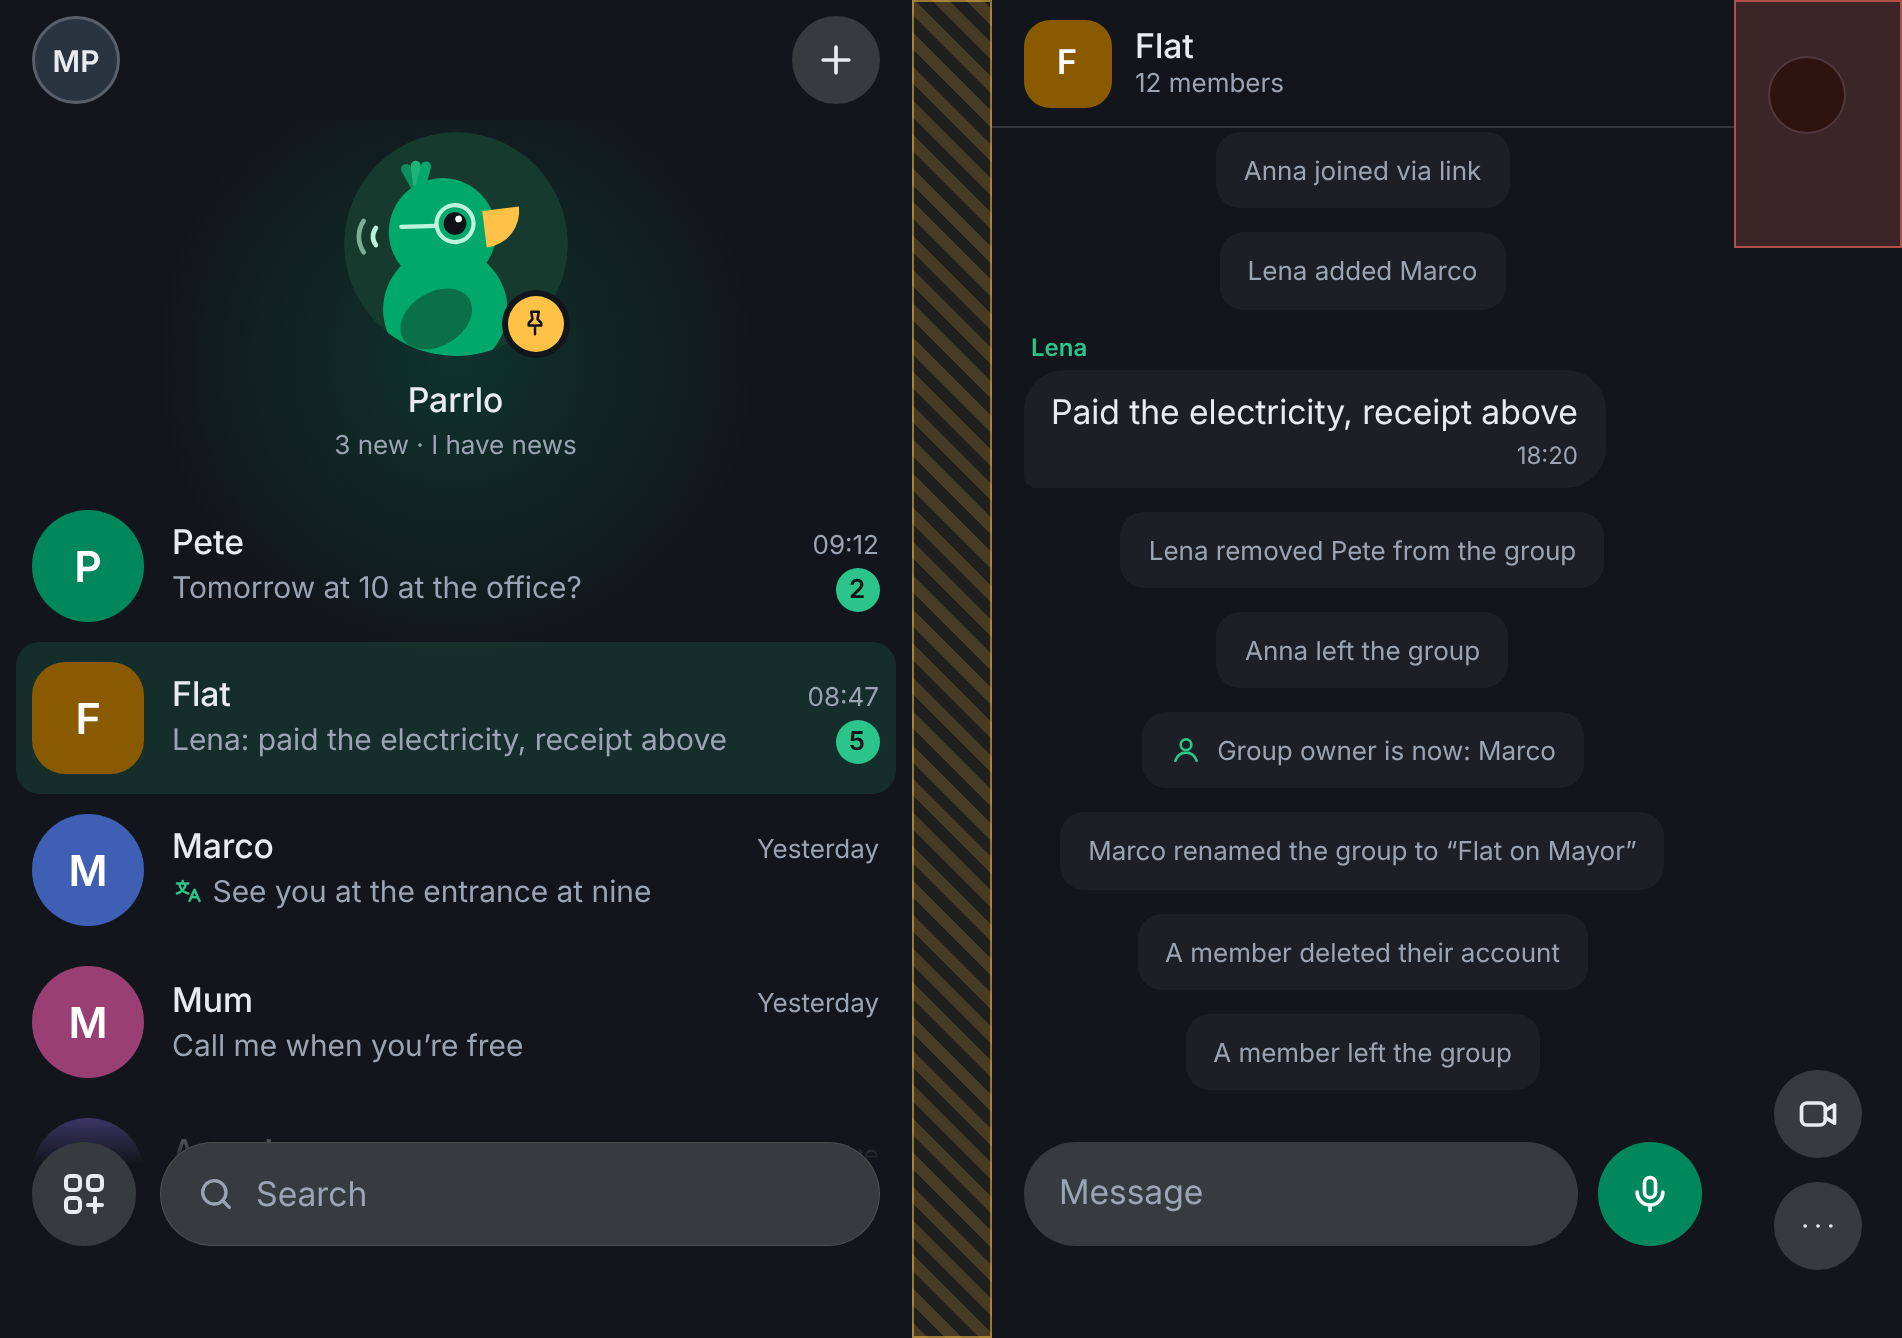 MP
Parrlo
3 new · I have news
P
Pete
09:12
Tomorrow at 10 at the office?
2
F
Flat
08:47
Lena: paid the electricity, receipt above
5
M
Marco
Yesterday
See you at the entrance at nine
M
Mum
Yesterday
Call me when you’re free
Search
F
Flat
12 members
Anna joined via link
Lena added Marco
Lena
Paid the electricity, receipt above
18:20
Lena removed Pete from the group
Anna left the group
Group owner is now: Marco
Marco renamed the group to “Flat on Mayor”
A member deleted their account
A member left the group
Message